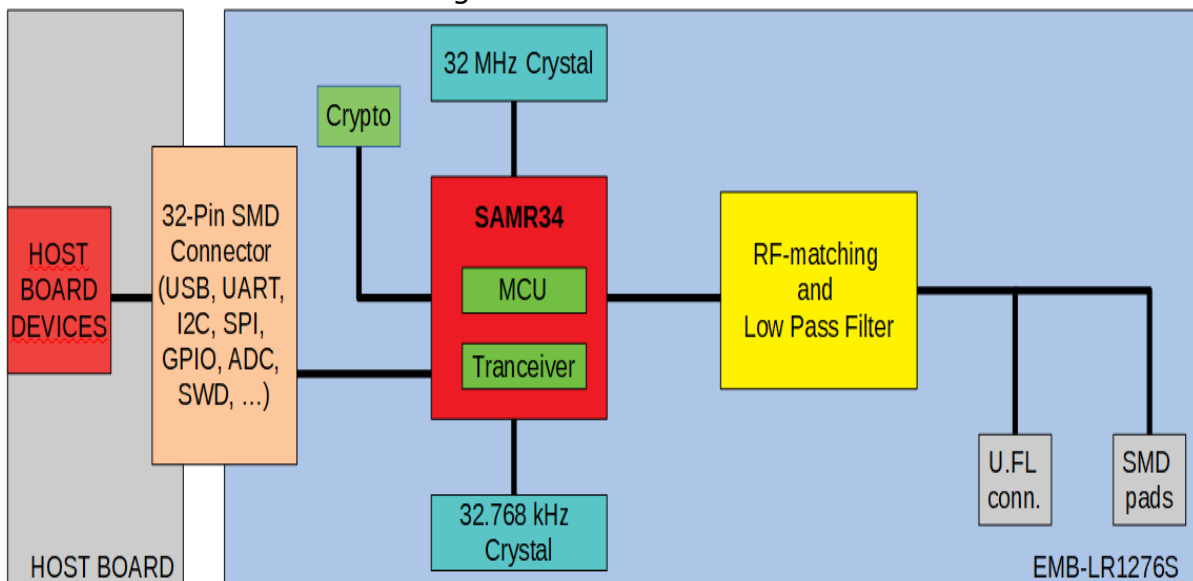 32 MHz Crystal
Crypto
32-Pin SMD
Connector
(USB, UART,
I2C, SPI,
GPIO, ADC,
SWD, ...)
HOST
BOARD
DEVICES
SAMR34
MCU
Tranceiver
RF-matching
and
Low Pass Filter
U.FL
conn.
SMD
pads
32.768 kHz
Crystal
HOST BOARD
EMB-LR1276S